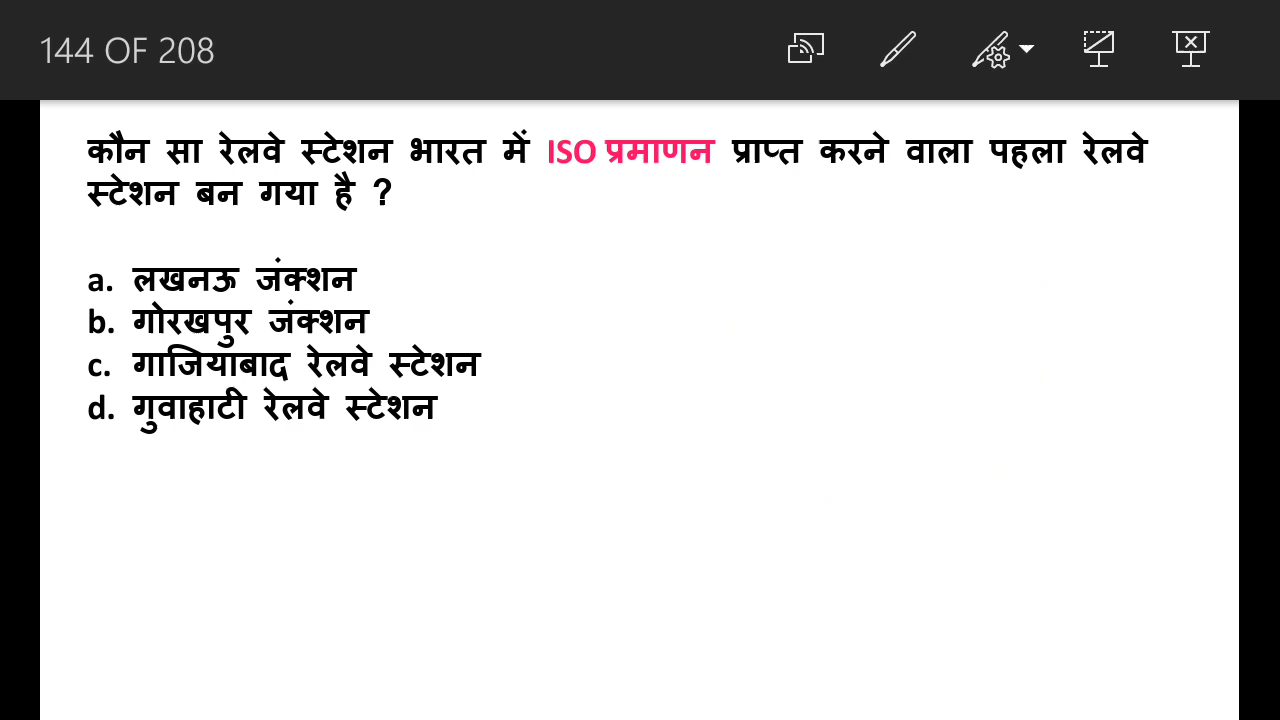 144 OF 208
कौन सा रेलवे स्टेशन भारत में ISO प्रमाणन प्राप्त करने वाला पहला रेलवे
स्टेशन बन गया है ?
a. लखनऊ जंक्शन
b. गोरखपुर जंक्शन
c. गाजियाबाद रेलवे स्टेशन
d. गुवाहाटी रेलवे स्टेशन